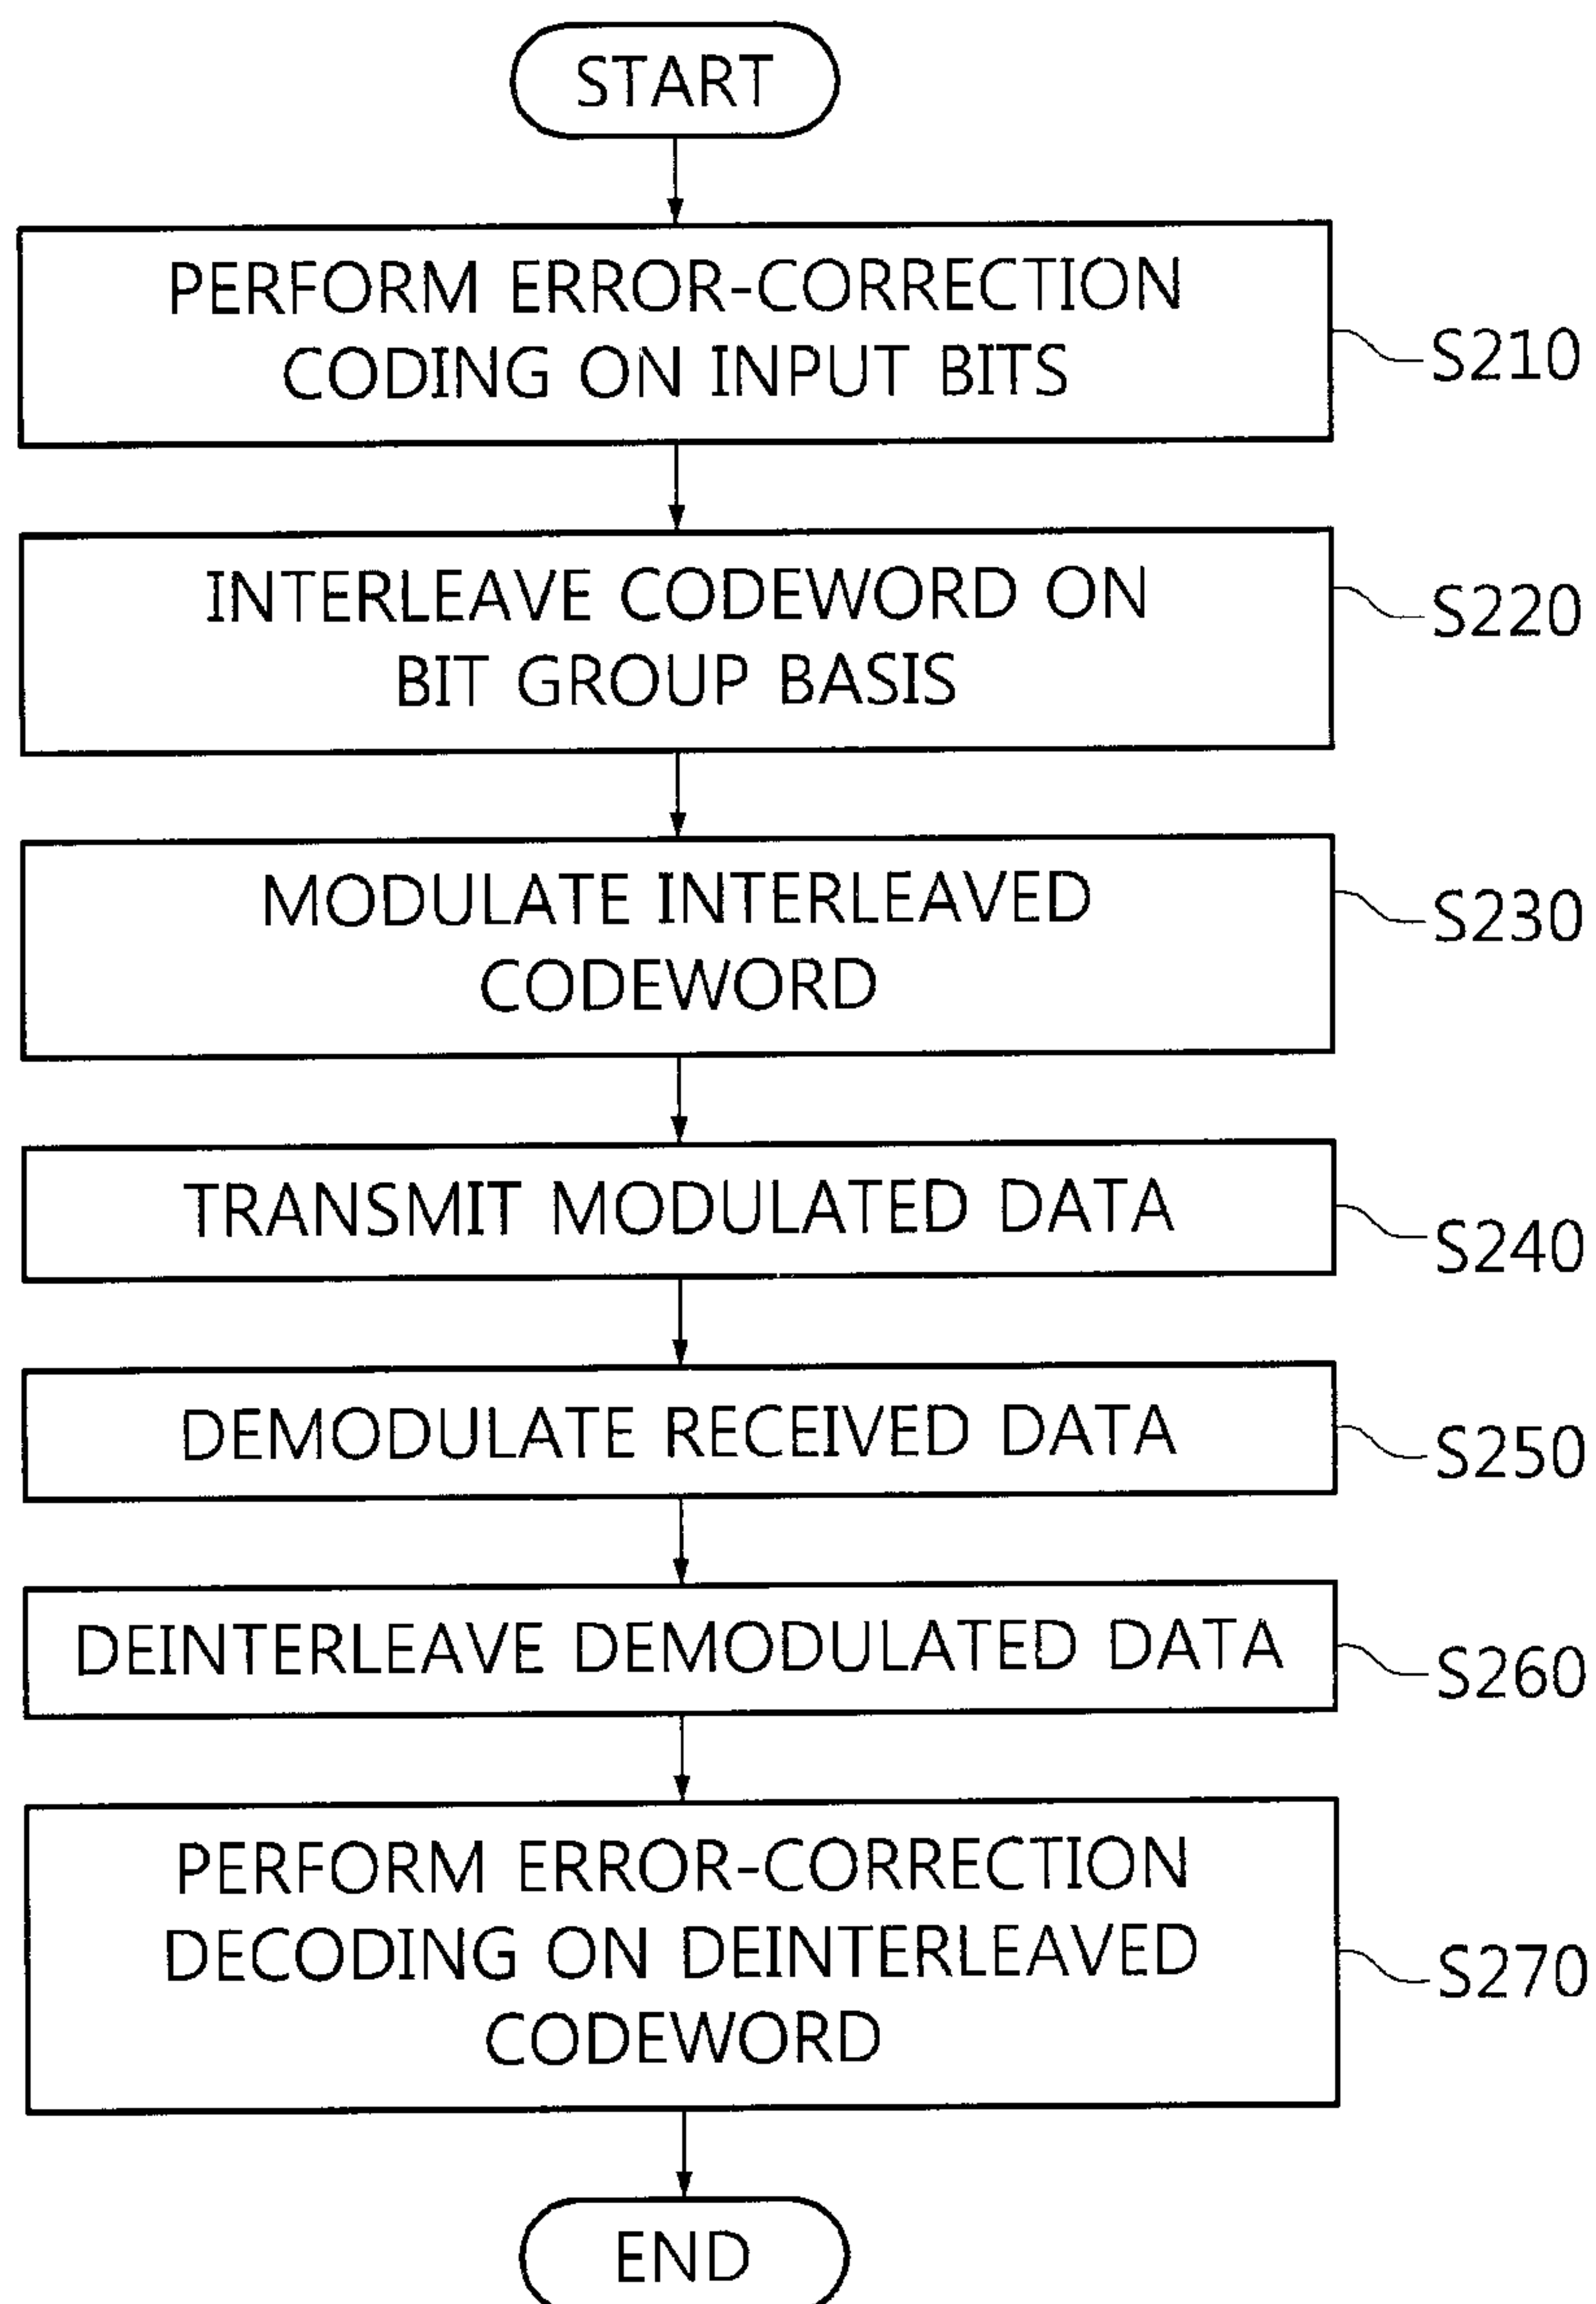 START
PERFORM ERROR-CORRECTION
CODING ON INPUT BITS
S210
INTERLEAVE CODEWORD ON
BIT GROUP BASIS
S220
MODULATE INTERLEAVED
CODEWORD
S230
TRANSMIT MODULATED DATA
S240
DEMODULATE RECEIVED DATA
S250
DEINTERLEAVE DEMODULATED DATA
S260
PERFORM ERROR-CORRECTION
DECODING ON DEINTERLEAVED
CODEWORD
S270
END